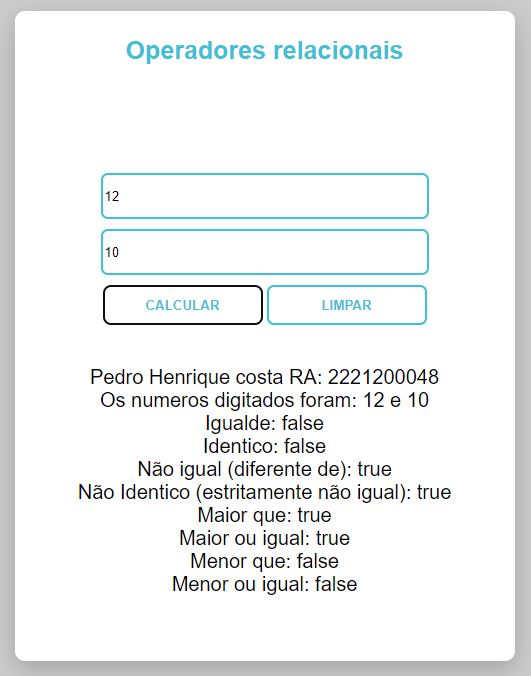 Operadores relacionais
12
10
CALCULAR LIMPAR
Pedro Henrique costa RA: 2221200048
Os numeros digitados foram: 12 e 10
Igualde: false
Identico: false
Não igual (diferente de): true
Não Identico (estritamente não igual): true
Maior que: true
Maior ou igual: true
Menor que: false
Menor ou igual: false